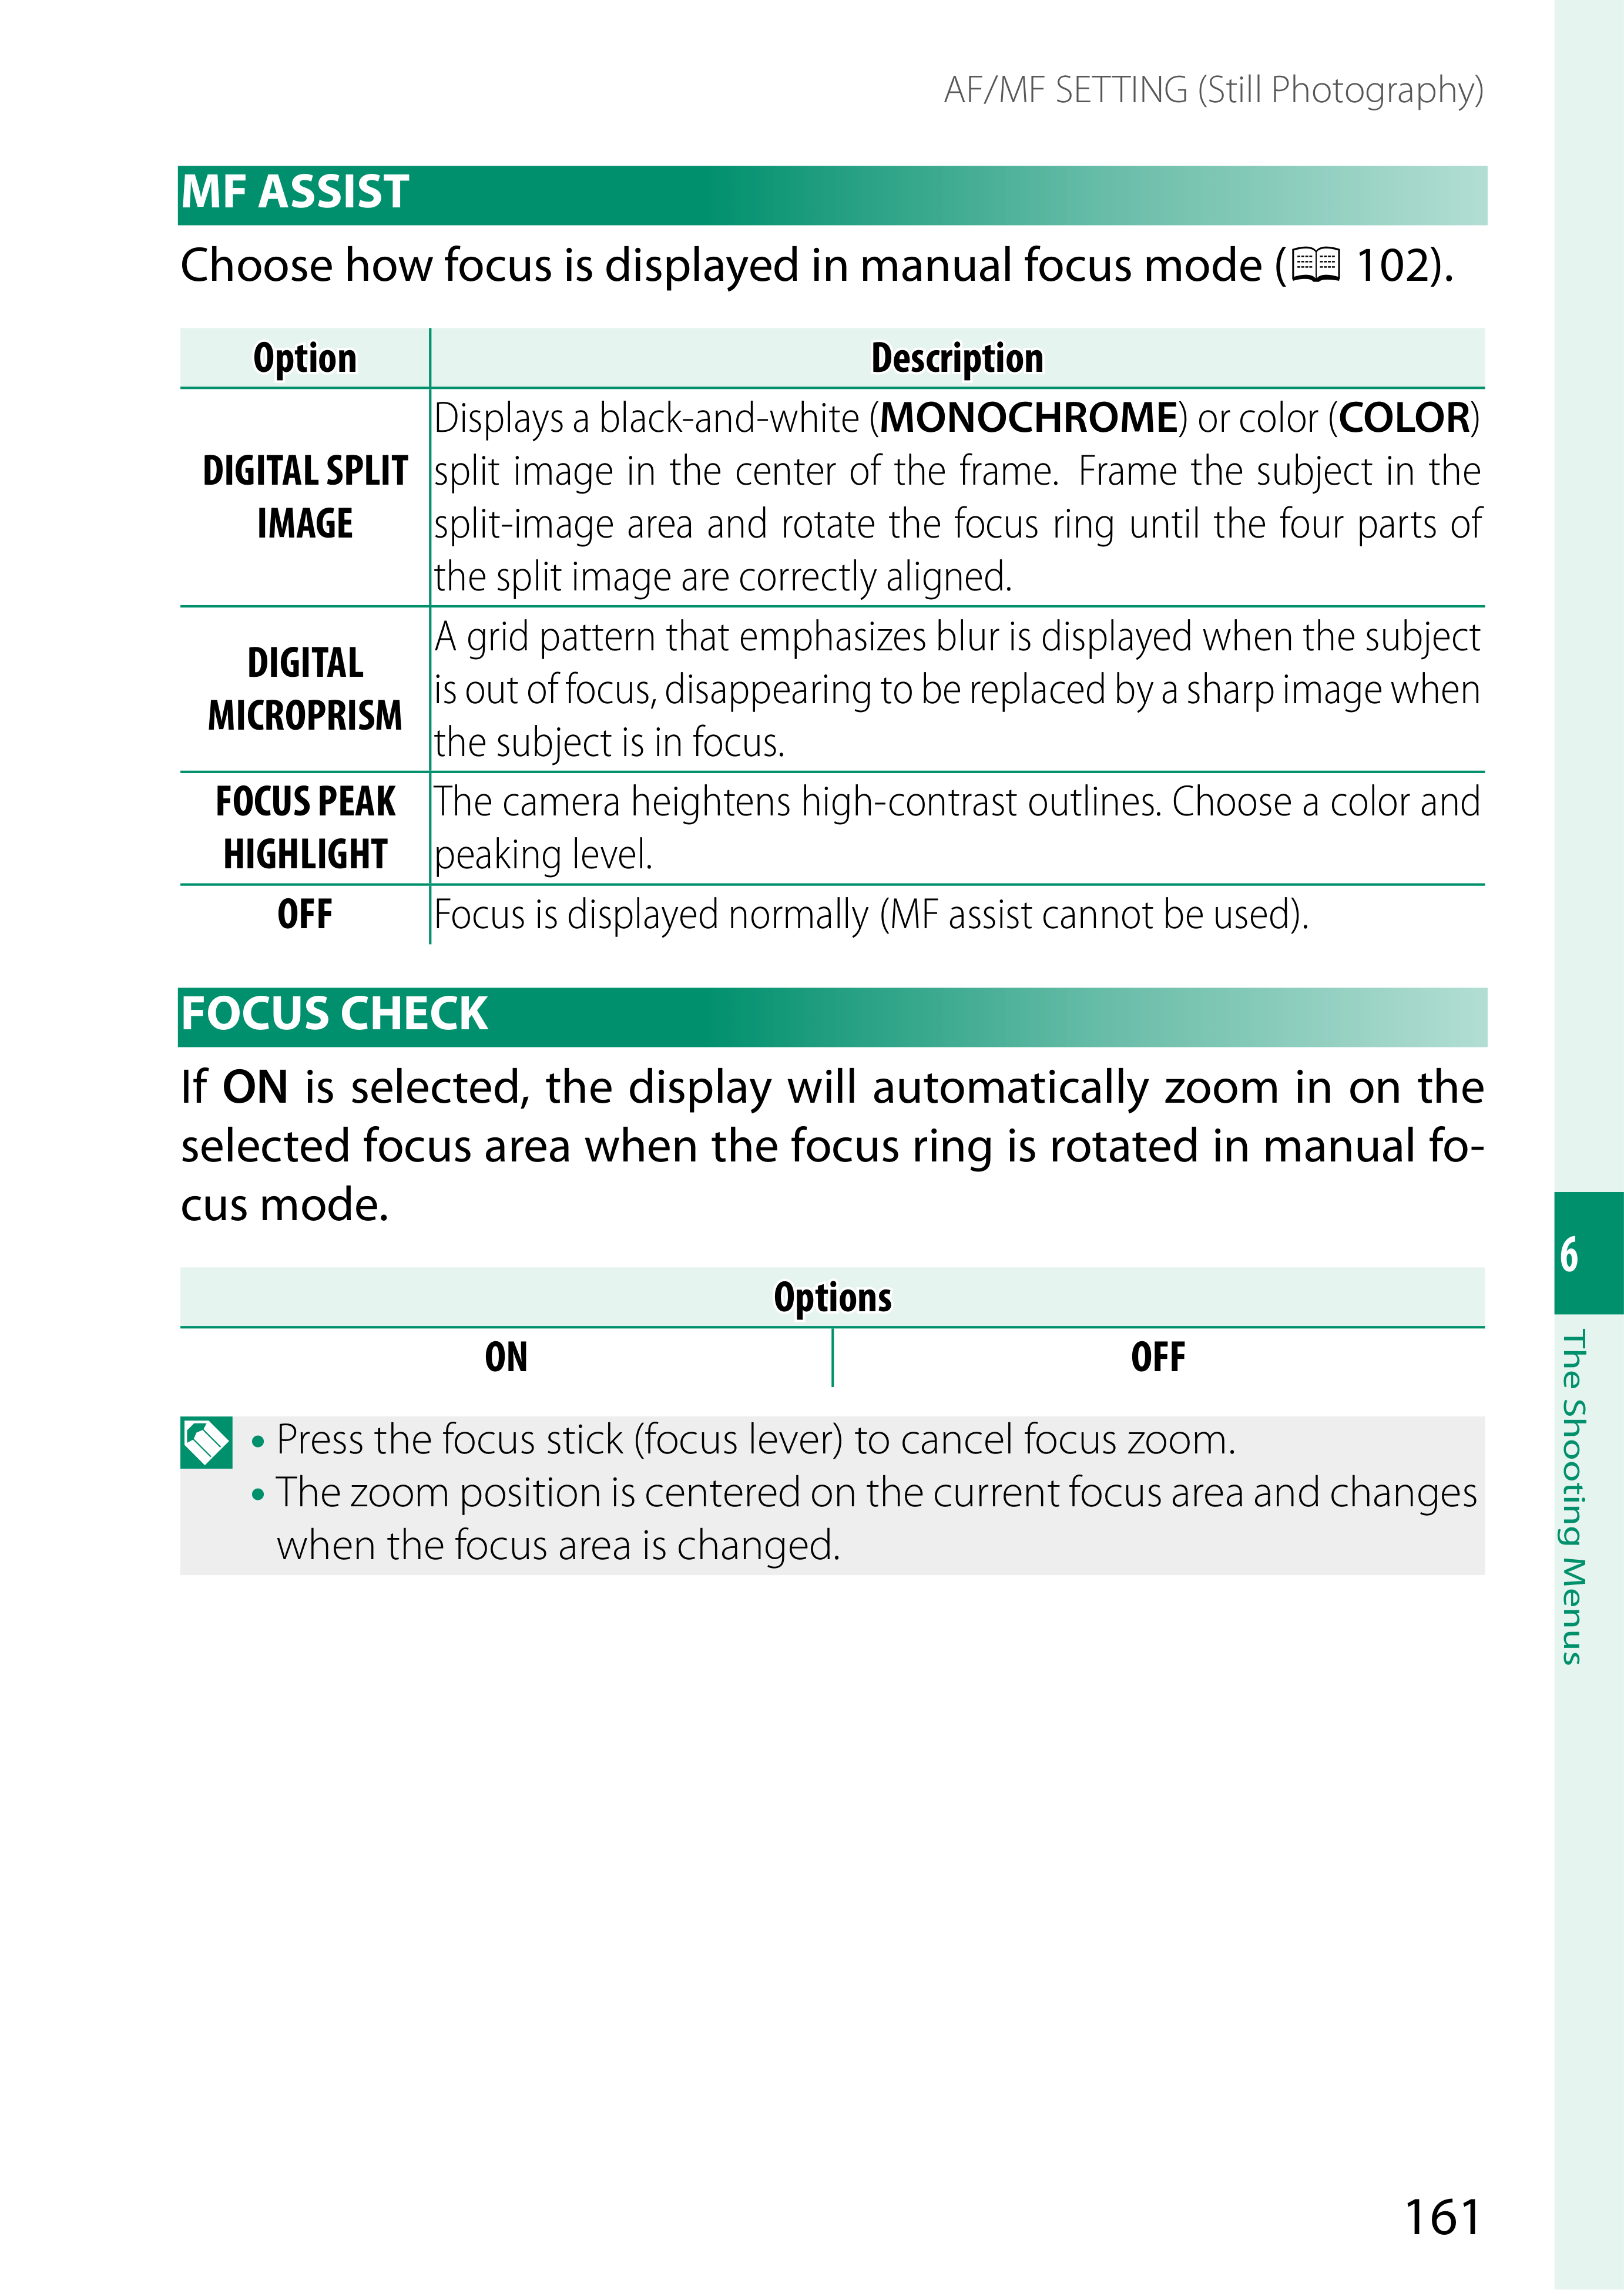 AF/MF SETTING (Still Photography)
MF ASSIST
Choose how focus is displayed in manual focus mode ( 102).
Option Description
DIGITAL SPLIT
IMAGE
Displays a black-and-white (MONOCHROME) or color (COLOR)
split image in the center of the frame. Frame the subject in the
split-image area and rotate the focus ring until the four parts of
the split image are correctly aligned.
DIGITAL
MICROPRISM
A grid pattern that emphasizes blur is displayed when the subject
is out of focus, disappearing to be replaced by a sharp image when
the subject is in focus.
FOCUS PEAK
HIGHLIGHT
The camera heightens high-contrast outlines. Choose a color and
peaking level.
OFF Focus is displayed normally (MF assist cannot be used).
FOCUS CHECK
If ON is selected, the display will automatically zoom in on the
selected focus area when the focus ring is rotated in manual fo-
cus mode.
Options
ON OFF
• Press the focus stick (focus lever) to cancel focus zoom.
• The zoom position is centered on the current focus area and changes
when the focus area is changed.
6
The Shooting Menus
161